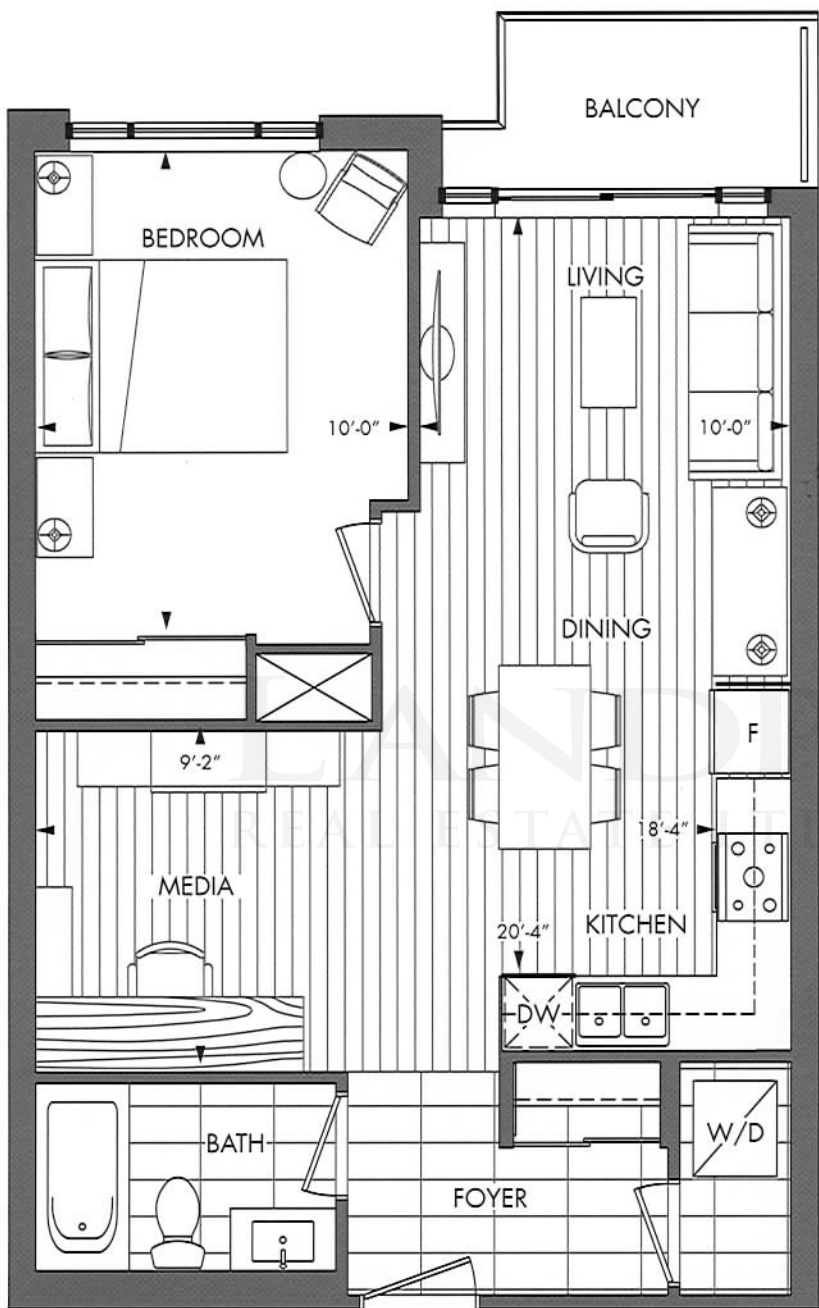 BALCONY
BEDROOM
LIVING
10'-0"
10'-0"
DINING
F
9'-2"
18'-4"
MEDIA
KITCHEN
20'-4"
DW
BATH
W/D
FOYER
REAL ESTATE